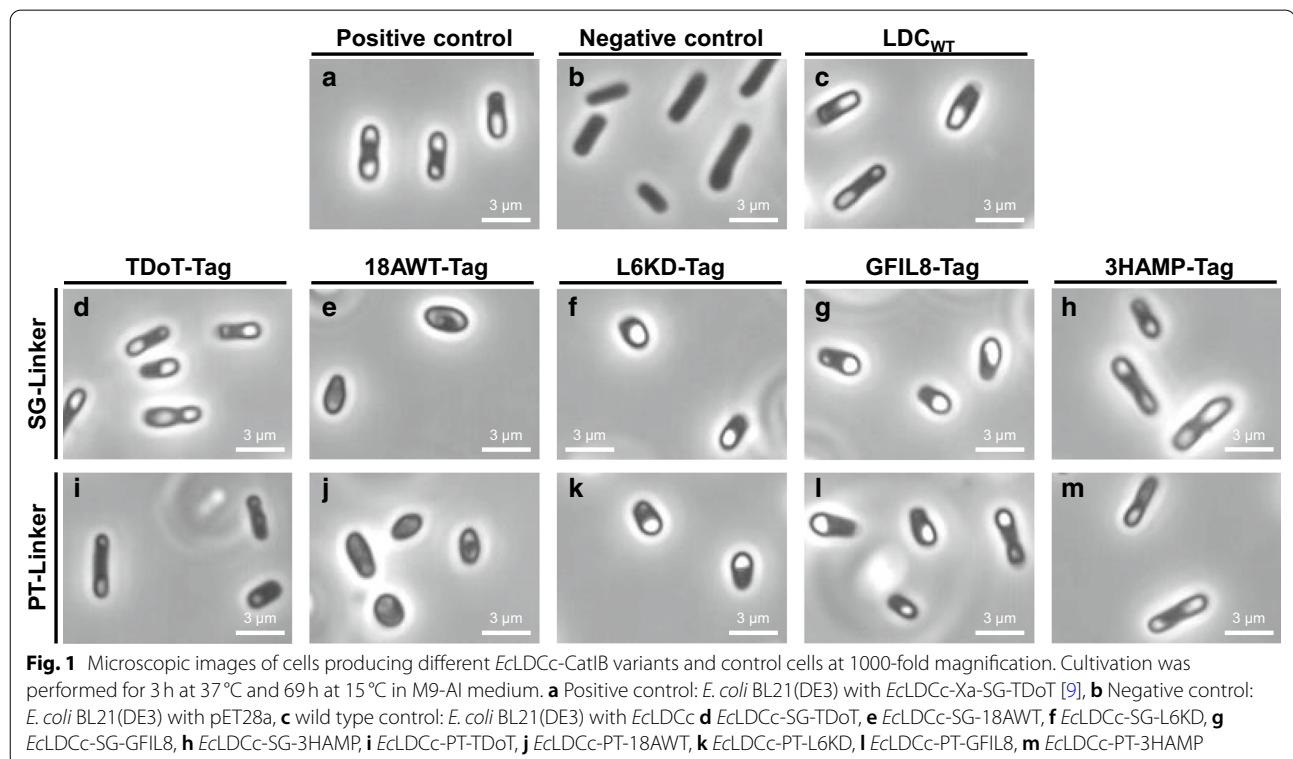 Positive control Negative control LDCWT
a b c
3 µm 3 µm 3 µm
TDoT-Tag 18AWT-Tag L6KD-Tag GFIL8-Tag 3HAMP-Tag
SG-Linker
d e f g h
3 µm 3 µm 3 µm 3 µm 3 µm
PT-Linker
i j k l m
3 µm 3 µm 3 µm 3 µm 3 µm
Fig. 1 Microscopic images of cells producing different EcLDCc-CatIB variants and control cells at 1000-fold magnification. Cultivation was
performed for 3 h at 37 °C and 69 h at 15 °C in M9-AI medium. a Positive control: E. coli BL21(DE3) with EcLDCc-Xa-SG-TDoT [9], b Negative control:
E. coli BL21(DE3) with pET28a, c wild type control: E. coli BL21(DE3) with EcLDCc d EcLDCc-SG-TDoT, e EcLDCc-SG-18AWT, f EcLDCc-SG-L6KD, g
EcLDCc-SG-GFIL8, h EcLDCc-SG-3HAMP, i EcLDCc-PT-TDoT, j EcLDCc-PT-18AWT, k EcLDCc-PT-L6KD, l EcLDCc-PT-GFIL8, m EcLDCc-PT-3HAMP